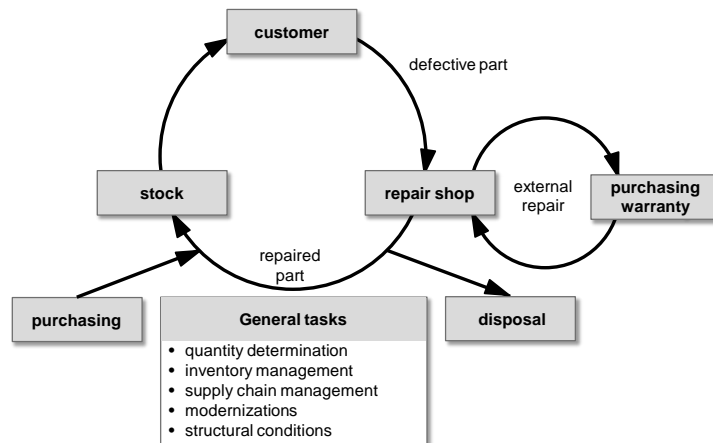 customer
defective part
stock
repair shop
external
repair
purchasing
warranty
repaired
part
purchasing
General tasks
disposal
• quantity determination
• inventory management
• supply chain management
• modernizations
• structural conditions